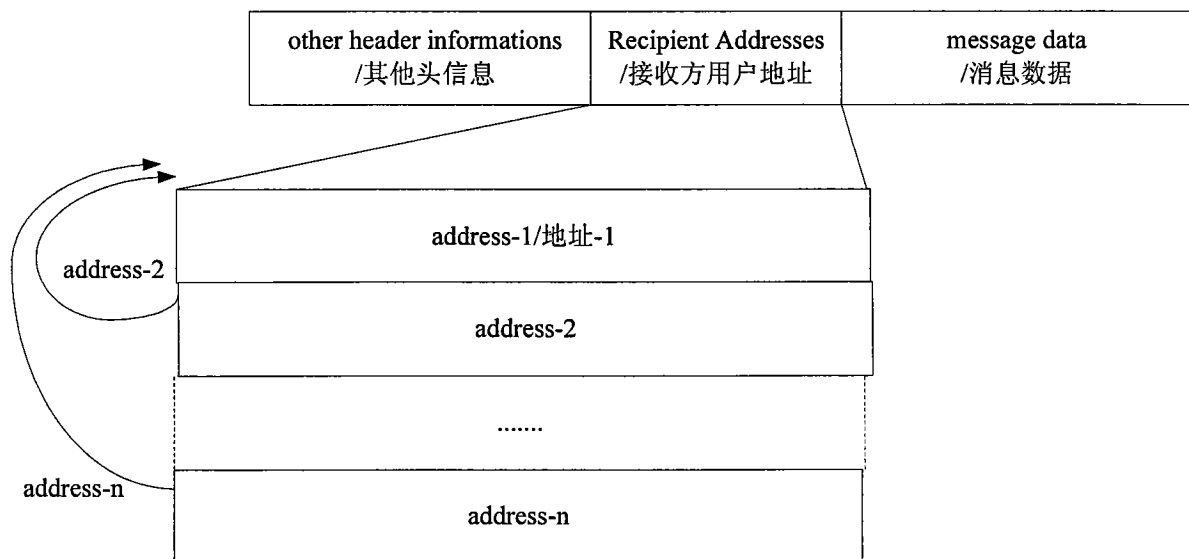 other header informations
/其他头信息
Recipient Addresses
/接收方用户地址
message data
/消息数据
address-1/地址-1
address-2
address-2
.......
address-n
address-n